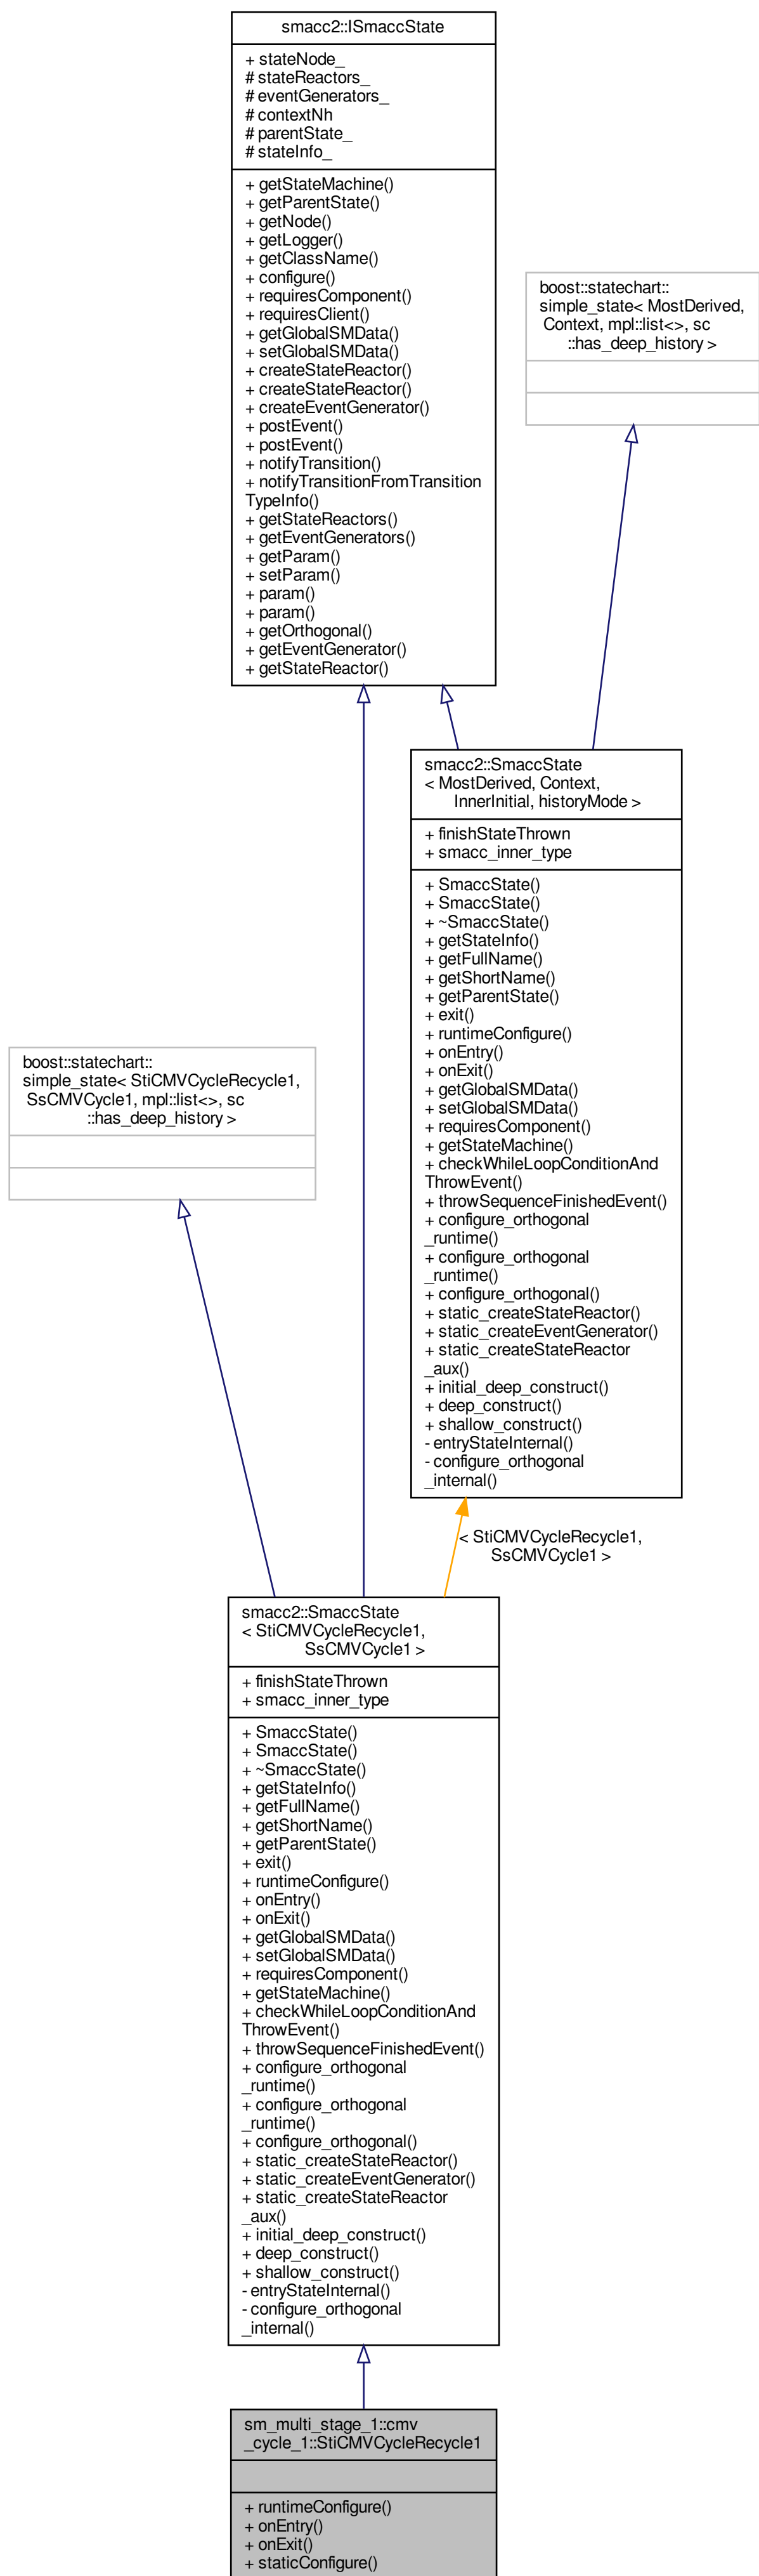 smacc2::ISmaccState
+ stateNode_
# stateReactors_
# eventGenerators_
# contextNh
# parentState_
# stateInfo_
+ getStateMachine()
+ getParentState()
+ getNode()
+ getLogger()
+ getClassName()
+ configure()
+ requiresComponent()
+ requiresClient()
+ getGlobalSMData()
+ setGlobalSMData()
+ createStateReactor()
+ createStateReactor()
+ createEventGenerator()
+ postEvent()
+ postEvent()
+ notifyTransition()
+ notifyTransitionFromTransition
TypeInfo()
+ getStateReactors()
+ getEventGenerators()
+ getParam()
+ setParam()
+ param()
+ param()
+ getOrthogonal()
+ getEventGenerator()
+ getStateReactor()
boost::statechart::
simple_state< MostDerived,
Context, mpl::list<>, sc
::has_deep_history >
smacc2::SmaccState
< MostDerived, Context,
InnerInitial, historyMode >
+ finishStateThrown
+ smacc_inner_type
+ SmaccState()
+ SmaccState()
+ ~SmaccState()
+ getStateInfo()
+ getFullName()
+ getShortName()
+ getParentState()
+ exit()
+ runtimeConfigure()
+ onEntry()
+ onExit()
+ getGlobalSMData()
+ setGlobalSMData()
+ requiresComponent()
+ getStateMachine()
+ checkWhileLoopConditionAnd
ThrowEvent()
+ throwSequenceFinishedEvent()
+ configure_orthogonal
_runtime()
+ configure_orthogonal
_runtime()
+ configure_orthogonal()
+ static_createStateReactor()
+ static_createEventGenerator()
+ static_createStateReactor
_aux()
+ initial_deep_construct()
+ deep_construct()
+ shallow_construct()
- entryStateInternal()
- configure_orthogonal
_internal()
boost::statechart::
simple_state< StiCMVCycleRecycle1,
SsCMVCycle1, mpl::list<>, sc
::has_deep_history >
< StiCMVCycleRecycle1,
SsCMVCycle1 >
smacc2::SmaccState
< StiCMVCycleRecycle1,
SsCMVCycle1 >
+ finishStateThrown
+ smacc_inner_type
+ SmaccState()
+ SmaccState()
+ ~SmaccState()
+ getStateInfo()
+ getFullName()
+ getShortName()
+ getParentState()
+ exit()
+ runtimeConfigure()
+ onEntry()
+ onExit()
+ getGlobalSMData()
+ setGlobalSMData()
+ requiresComponent()
+ getStateMachine()
+ checkWhileLoopConditionAnd
ThrowEvent()
+ throwSequenceFinishedEvent()
+ configure_orthogonal
_runtime()
+ configure_orthogonal
_runtime()
+ configure_orthogonal()
+ static_createStateReactor()
+ static_createEventGenerator()
+ static_createStateReactor
_aux()
+ initial_deep_construct()
+ deep_construct()
+ shallow_construct()
- entryStateInternal()
- configure_orthogonal
_internal()
sm_multi_stage_1::cmv
_cycle_1::StiCMVCycleRecycle1
+ runtimeConfigure()
+ onEntry()
+ onExit()
+ staticConfigure()